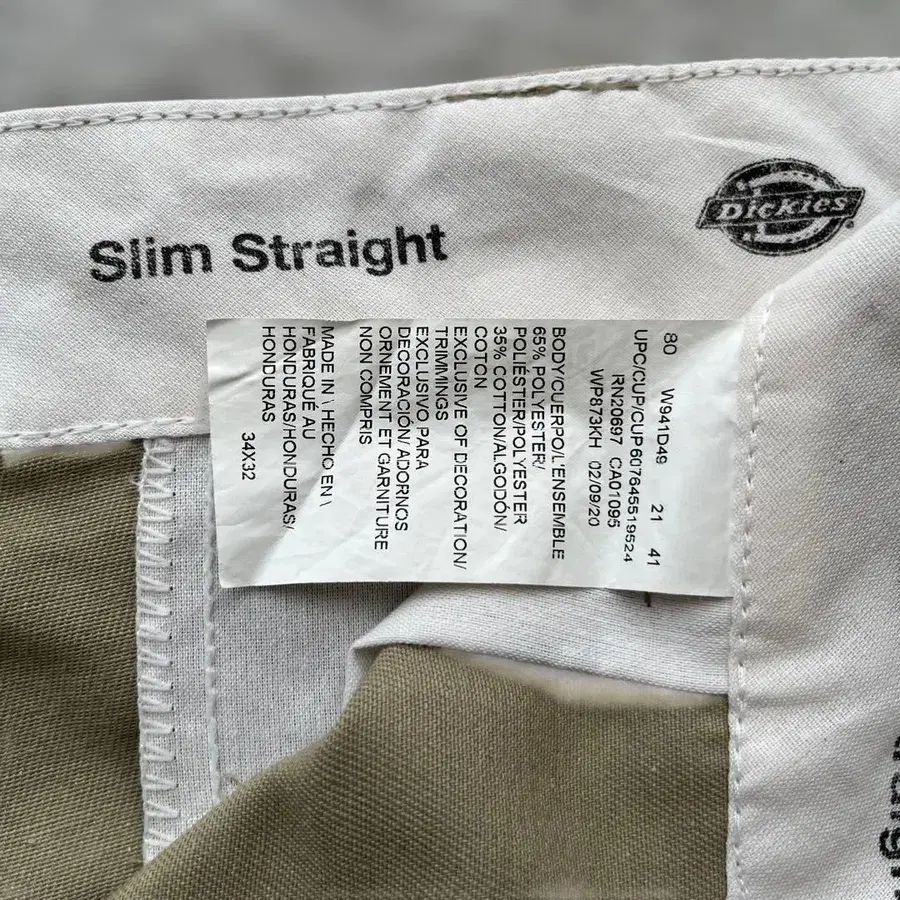 Slim Straight
Dickies
80 W941D49 21 41
UPC/CUP/CUP607645519524
RN20697 CA01095
WP873KH 02/09/20
BODY/CUERPO/L'ENSEMBLE
65% POLYESTER/
POLIÉSTIER/POLYESTER
35% COTTON/ALGODÓN/
COTON
EXCLUSIVE OF DECORATION/
TRIMMINGS
EXCLUSIVO PARA
DECORACIÓN/ ADORNOS
ORNEMENT ET GARNITURE
NON COMPRIS
MADE IN \ HECHO EN \
FABRIQUÉ AU
HONDURAS/HONDURAS/
HONDURAS
34X32